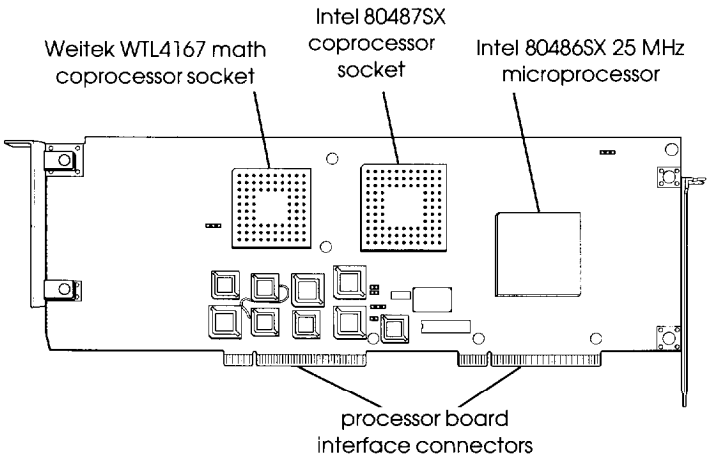 Weitek WTL4167 math
coprocessor socket
Intel 80487SX
coprocessor
socket
Intel 80486SX 25 MHz
microprocessor
processor board
interface connectors